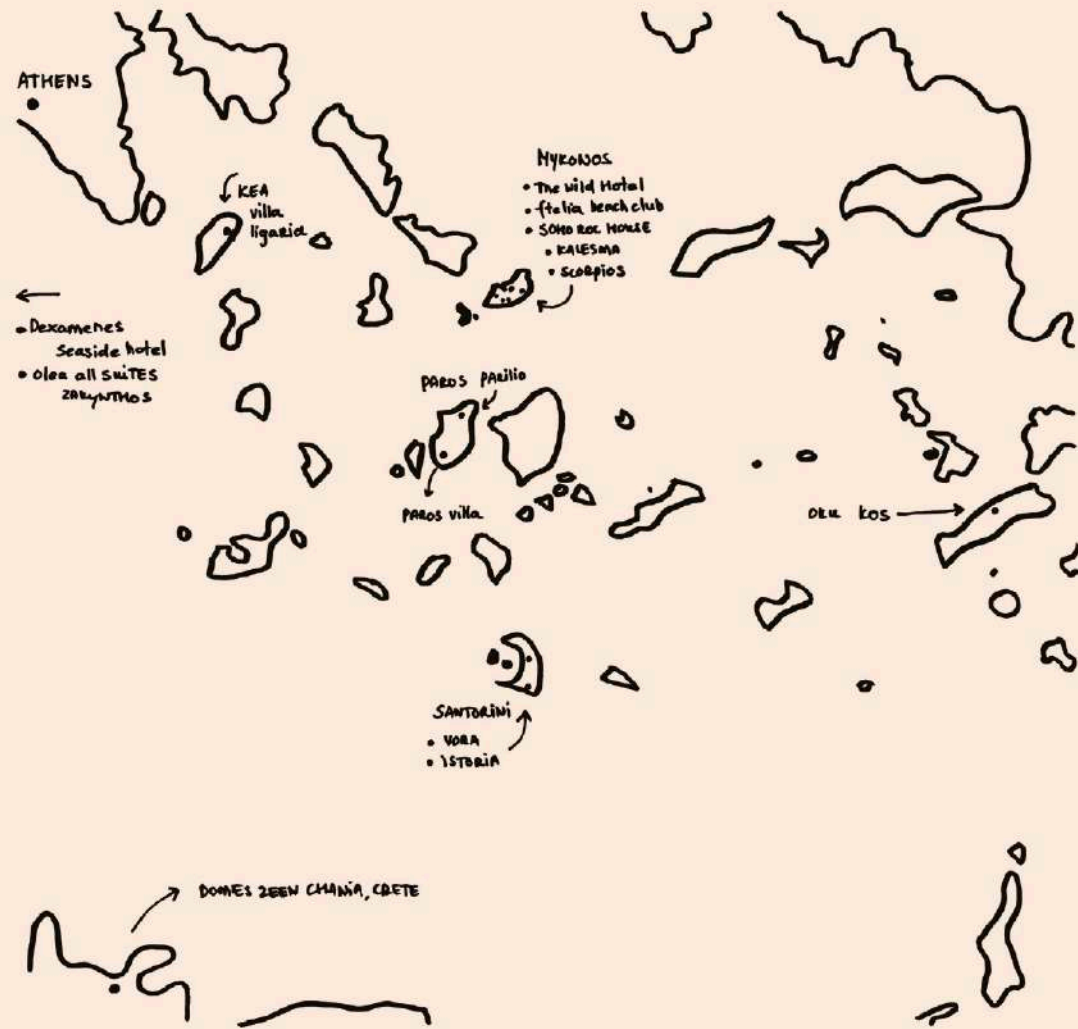 ATHENS
KEA
villa
ligaria
MYKONOS
• The wild Hotel
• ftelia beach club
• SOHO ROC HOUSE
• KALESMA
• SCORPIOS
• Dexamenes
Seaside hotel
• Olea all SUITES
ZAKYNTHOS
PAROS PARILIO
PAROS villa
OKU KOS
SANTORINI
• VORA
• ISTORIA
DOMES ZEEN CHANIA, CRETE